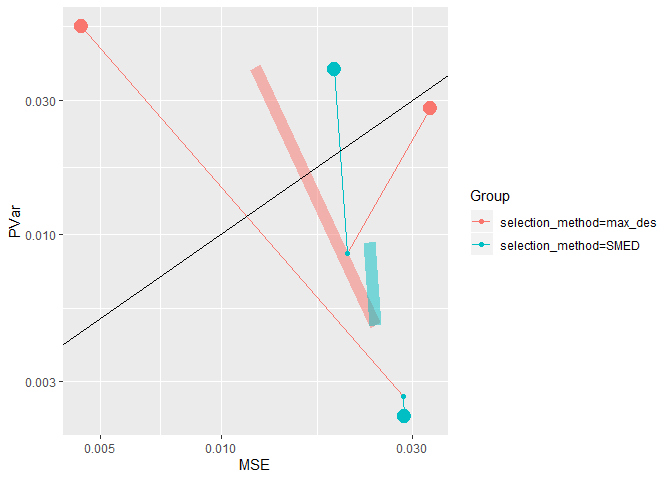 0.030
0.010
0.003
PVar
0.005
0.010
0.030
MSE
Group
selection_method=max_des
selection_method=SMED